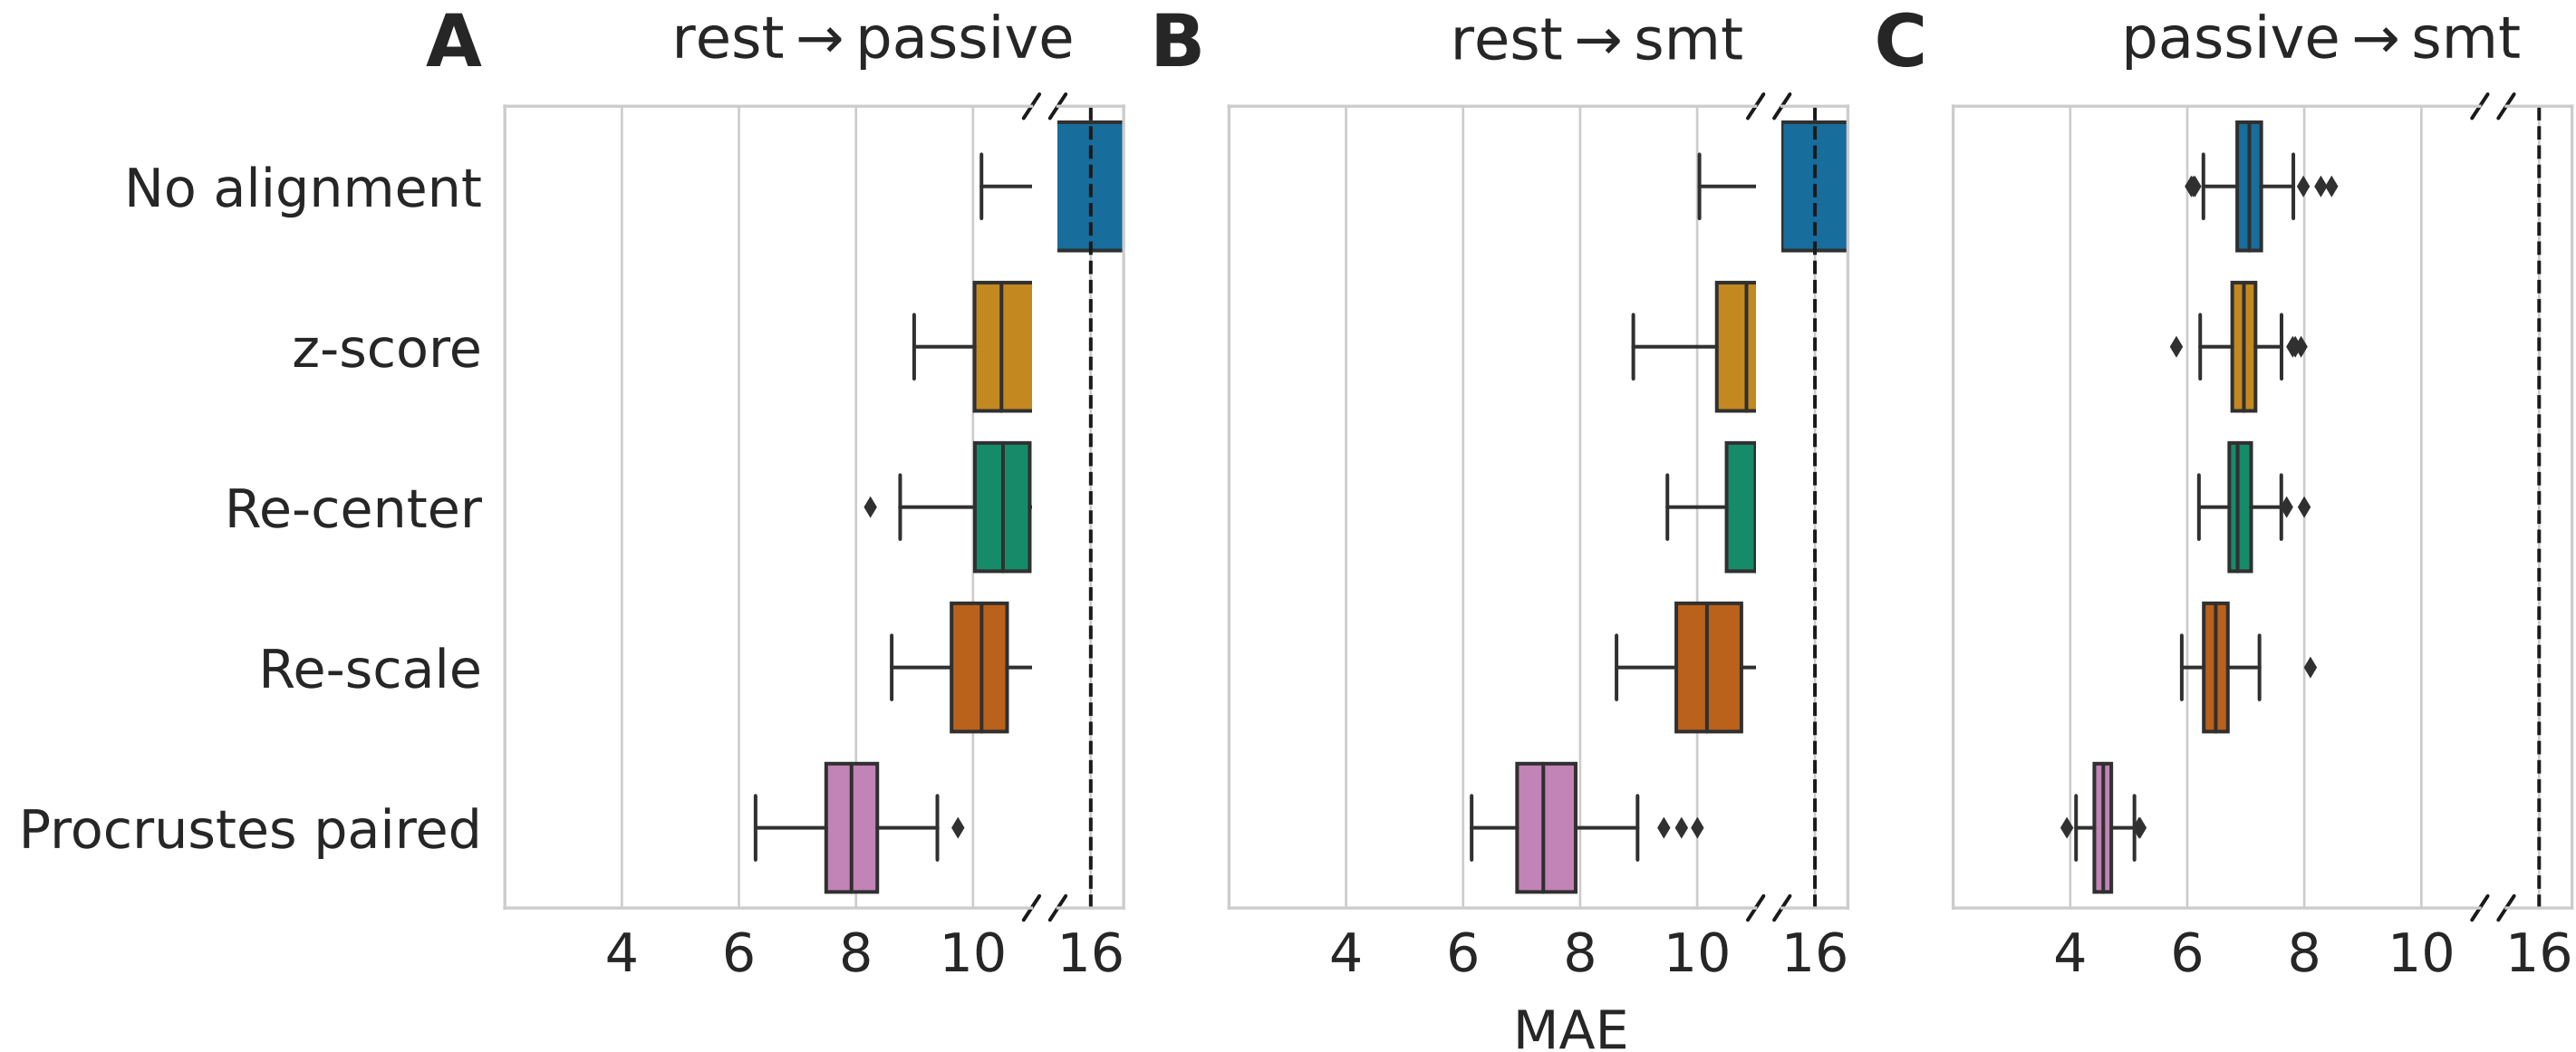 A rest→passive B rest→smt C passive→smt
No alignment
z-score
Re-center
Re-scale
Procrustes paired
4 6 8 10 16 4 6 8 10 16 4 6 8 10 16
MAE